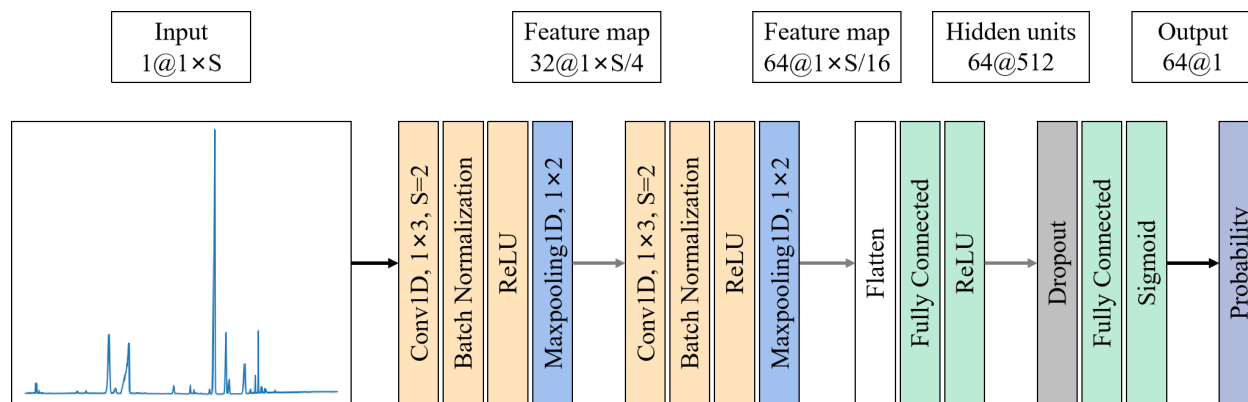 Input
1@1×S
Feature map
32@1×S/4
Feature map
64@1×S/16
Hidden units
64@512
Output
64@1
Conv1D, 1×3, S=2
Batch Normalization
ReLU
Maxpooling1D, 1×2
Conv1D, 1×3, S=2
Batch Normalization
ReLU
Maxpooling1D, 1×2
Flatten
Fully Connected
ReLU
Dropout
Fully Connected
Sigmoid
Probability